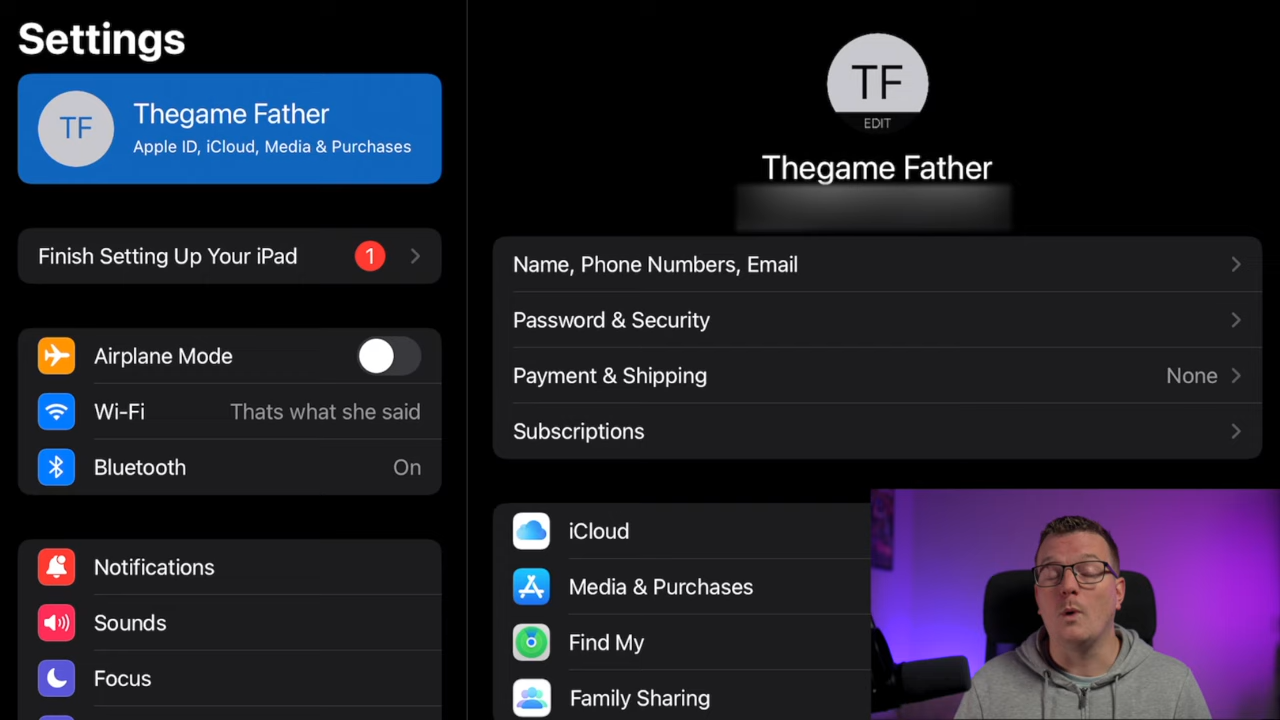 Settings
TF
Thegame Father
Apple ID, iCloud, Media & Purchases
Finish Setting Up Your iPad 1
Airplane Mode
Wi-Fi Thats what she said
Bluetooth On
Notifications
Sounds
Focus
TF
EDIT
Thegame Father
Name, Phone Numbers, Email
Password & Security
Payment & Shipping None
Subscriptions
iCloud
Media & Purchases
Find My
Family Sharing